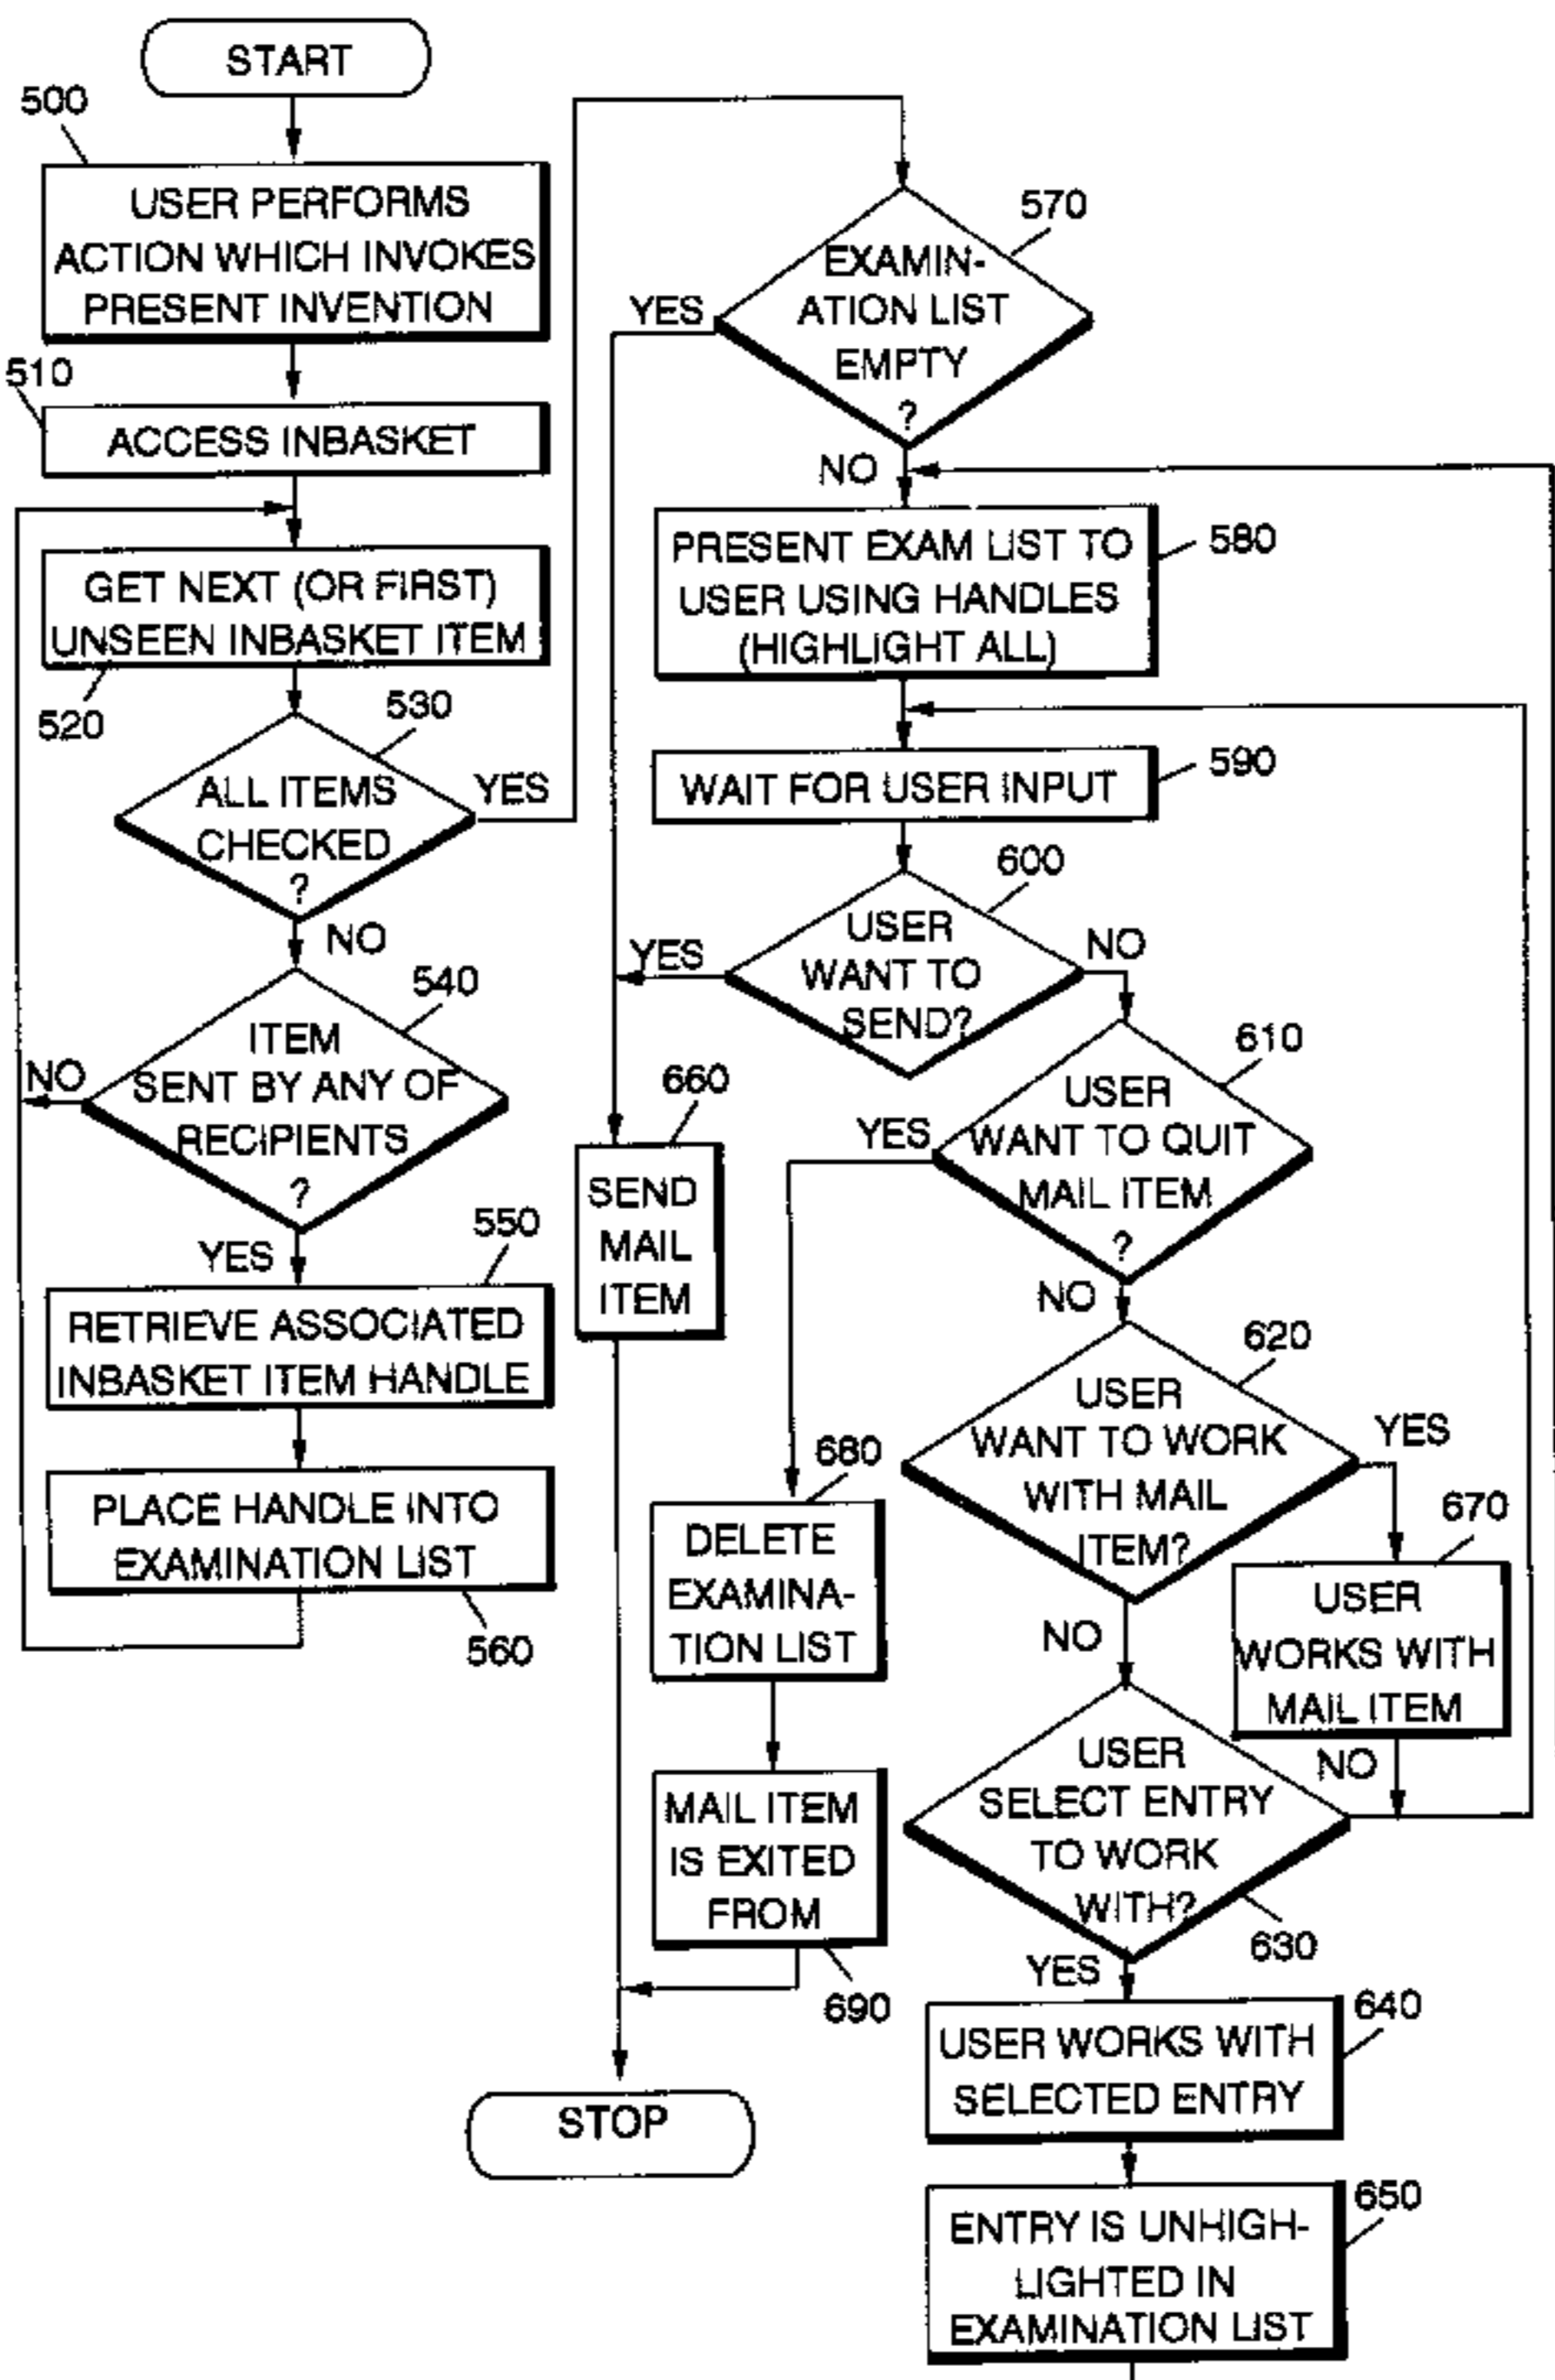 START
500
USER PERFORMS
ACTION WHICH INVOKES
PRESENT INVENTION
510
ACCESS INBASKET
GET NEXT (OR FIRST)
UNSEEN INBASKET ITEM
520
530
ALL ITEMS
CHECKED
?
YES
NO
540
ITEM
SENT BY ANY OF
RECIPIENTS
?
NO
YES
550
RETRIEVE ASSOCIATED
INBASKET ITEM HANDLE
PLACE HANDLE INTO
EXAMINATION LIST
560
570
EXAMIN-
ATION LIST
EMPTY
?
YES
NO
PRESENT EXAM LIST TO
USER USING HANDLES
(HIGHLIGHT ALL)
580
WAIT FOR USER INPUT
590
600
USER
WANT TO
SEND?
YES
NO
610
USER
WANT TO QUIT
MAIL ITEM
?
YES
NO
660
SEND
MAIL
ITEM
620
USER
WANT TO WORK
WITH MAIL
ITEM?
YES
NO
670
USER
WORKS WITH
MAIL ITEM
NO
680
DELETE
EXAMINA-
TION LIST
MAIL ITEM
IS EXITED
FROM
690
USER
SELECT ENTRY
TO WORK
WITH?
630
YES
640
USER WORKS WITH
SELECTED ENTRY
STOP
650
ENTRY IS UNHIGH-
LIGHTED IN
EXAMINATION LIST